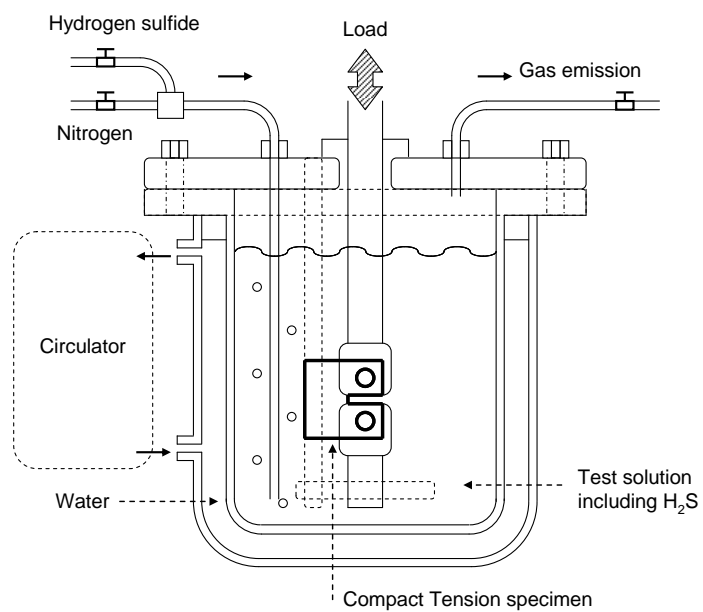 Hydrogen sulfide
Load
Gas emission
Nitrogen
Circulator
Water
Test solution
including H₂S
Compact Tension specimen